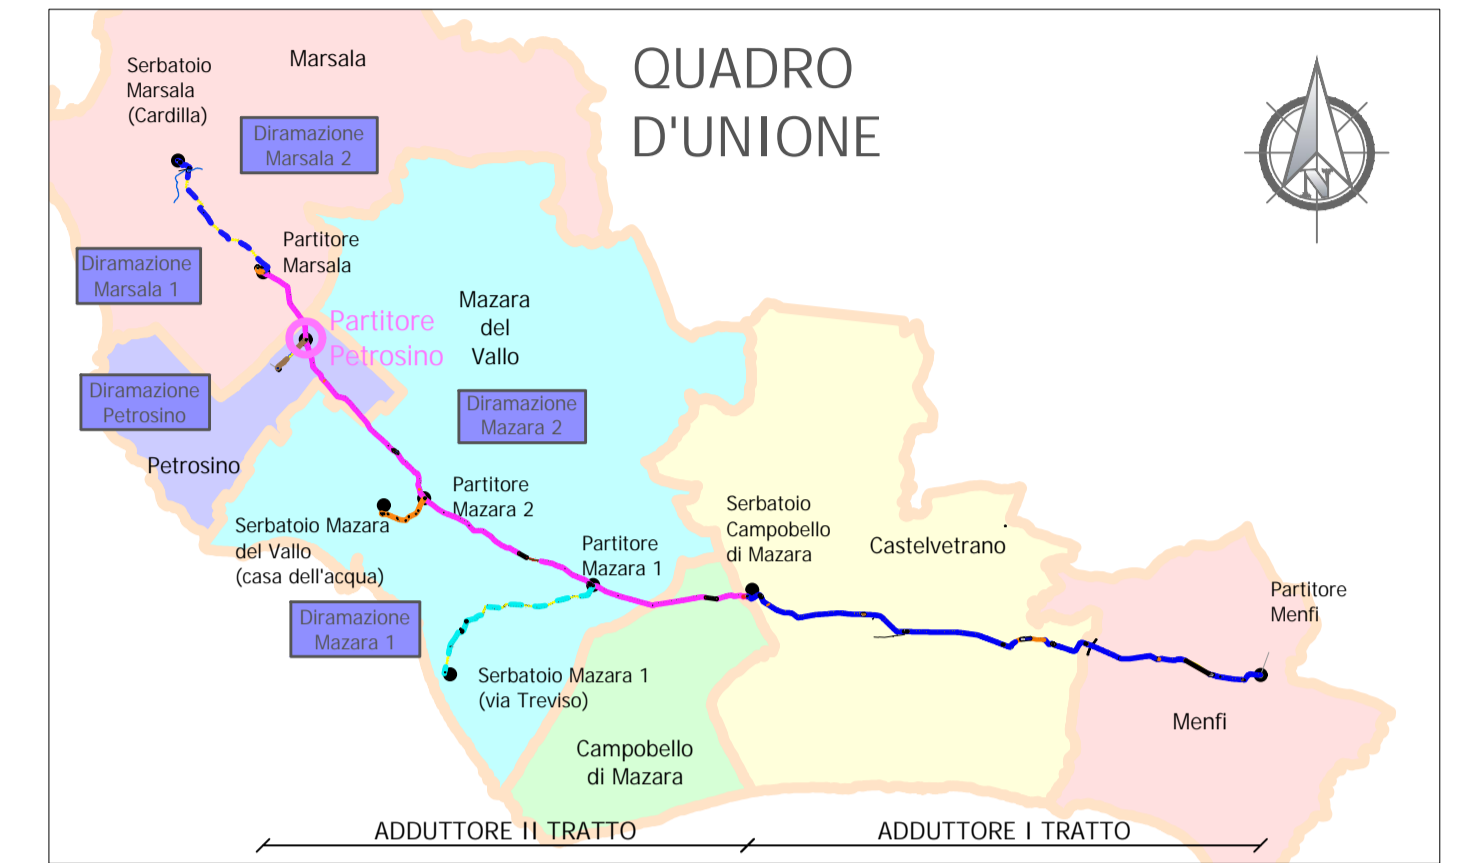 QUADRO
D'UNIONE
N
Marsala
Serbatoio
Marsala
(Cardilla)
Diramazione
Marsala 2
Partitore
Marsala
Diramazione
Marsala 1
Partitore
Petrosino
Mazara
del
Vallo
Diramazione
Petrosino
Diramazione
Mazara 2
Petrosino
Partitore
Mazara 2
Serbatoio Mazara
del Vallo
(casa dell'acqua)
Partitore
Mazara 1
Serbatoio
Campobello
di Mazara
Castelvetrano
Partitore
Menfi
Diramazione
Mazara 1
Serbatoio Mazara 1
(via Treviso)
Menfi
Campobello
di Mazara
ADDUTTORE II TRATTO
ADDUTTORE I TRATTO